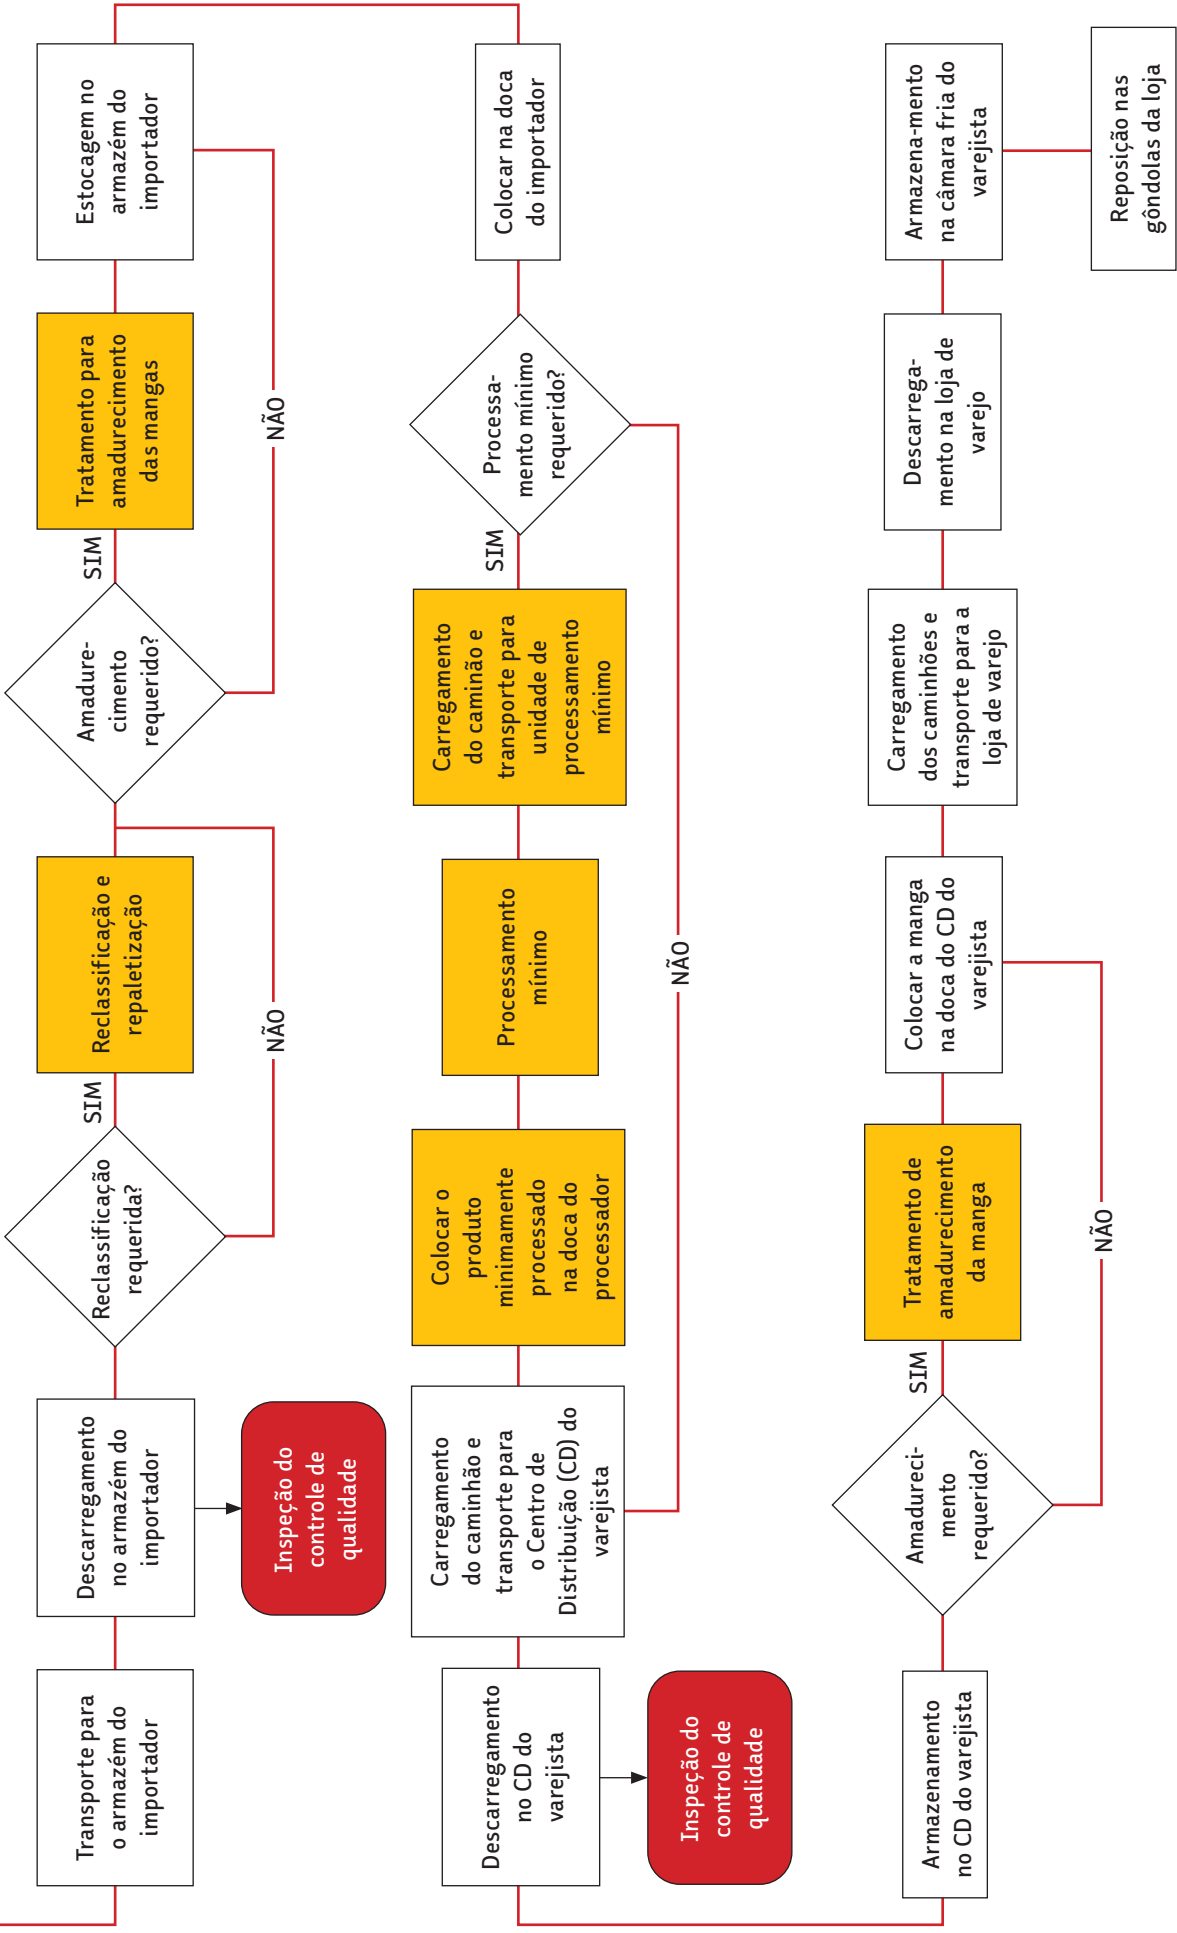 Transporte para
o armazém do
importador
Descarregamento
no armazém do
importador
Inspeção do
controle de
qualidade
Reclassificação
requerida?
SIM
NÃO
Reclassificação e
repaletização
Amadure-
cimento
requerido?
SIM
NÃO
Tratamento para
amadurecimento
das mangas
Estocagem no
armazém do
importador
Colocar na doca
do importador
Processa-
mento mínimo
requerido?
SIM
NÃO
Carregamento
do caminão e
transporte para
unidade de
processamento
mínimo
Processamento
mínimo
Colocar o
produto
minimamente
processado
na doca do
processador
Carregamento
do caminhão e
transporte para
o Centro de
Distribuição (CD) do
varejista
Descarregamento
no CD do
varejista
Inspeção do
controle de
qualidade
Armazenamento
no CD do varejista
Amadureci-
mento
requerido?
SIM
NÃO
Tratamento de
amadurecimento
da manga
Colocar a manga
na doca do CD do
varejista
Carregamento
dos caminhões e
transporte para a
loja de varejo
Descarrega-
mento na loja de
varejo
Armazena-mento
na câmara fria do
varejista
Reposição nas
gôndolas da loja